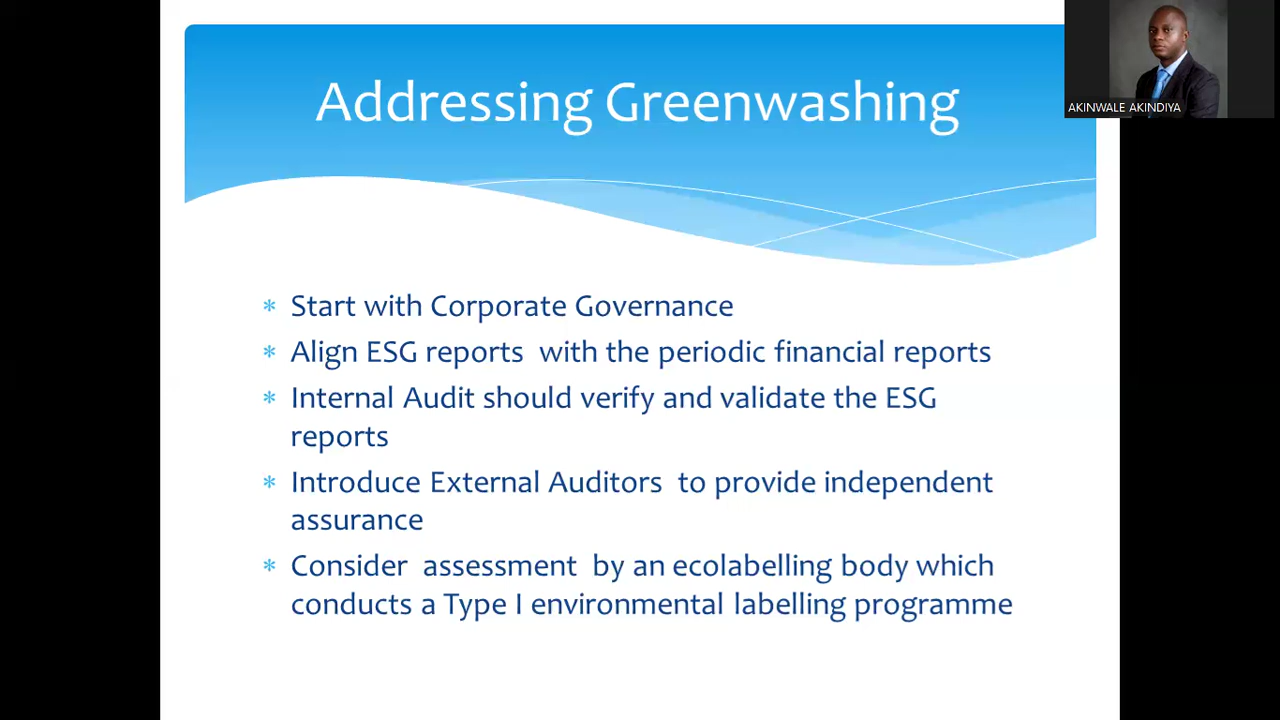 Addressing Greenwashing
AKINWALE AKINDIYA
* Start with Corporate Governance
* Align ESG reports with the periodic financial reports
* Internal Audit should verify and validate the ESG
reports
* Introduce External Auditors to provide independent
assurance
* Consider assessment by an ecolabelling body which
conducts a Type I environmental labelling programme